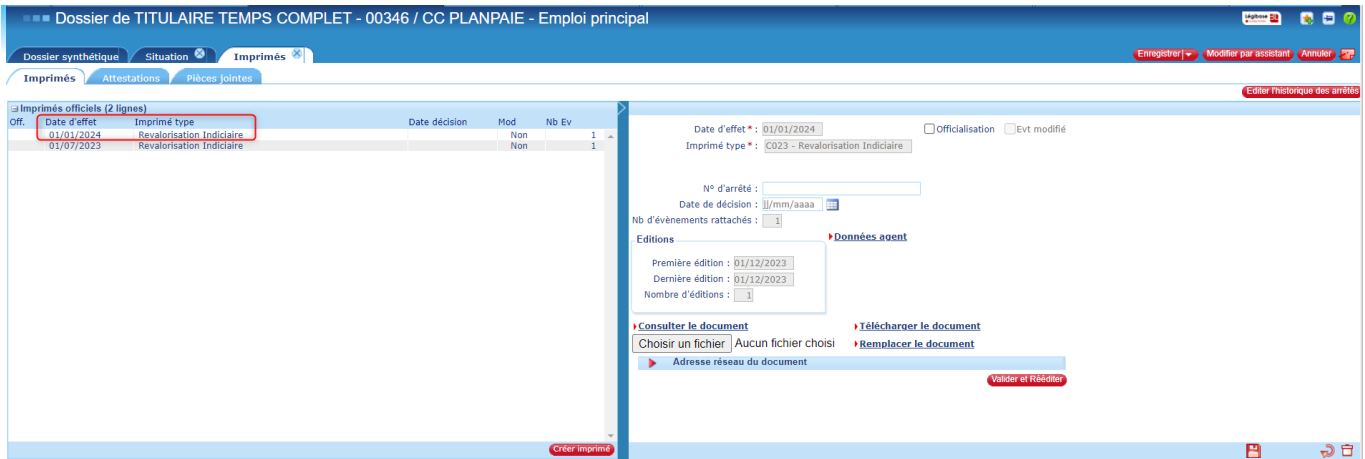 Dossier de TITULAIRE TEMPS COMPLET - 00346 / CC PLANPAIE - Emploi principal
Légibase
Dossier synthétique Situation Imprimés
Enregistrer Modifier par assistant Annuler
Imprimés Attestations Pièces jointes
Editer l'historique des arrêtés
Imprimés officiels (2 lignes)
Off. Date d'effet Imprimé type Date décision Mod Nb Ev
01/01/2024 Revalorisation Indiciaire Non 1
01/07/2023 Revalorisation Indiciaire Non 1
Créer imprimé
Date d'effet * : 01/01/2024 Officialisation Evt modifié
Imprimé type * : C023 - Revalorisation Indiciaire
N° d'arrêté :
Date de décision : jj/mm/aaaa
Nb d'évènements rattachés : 1
Editions
Données agent
Première édition : 01/12/2023
Dernière édition : 01/12/2023
Nombre d'éditions : 1
Consulter le document Télécharger le document
Choisir un fichier Aucun fichier choisi Remplacer le document
Adresse réseau du document
Valider et Rééditer